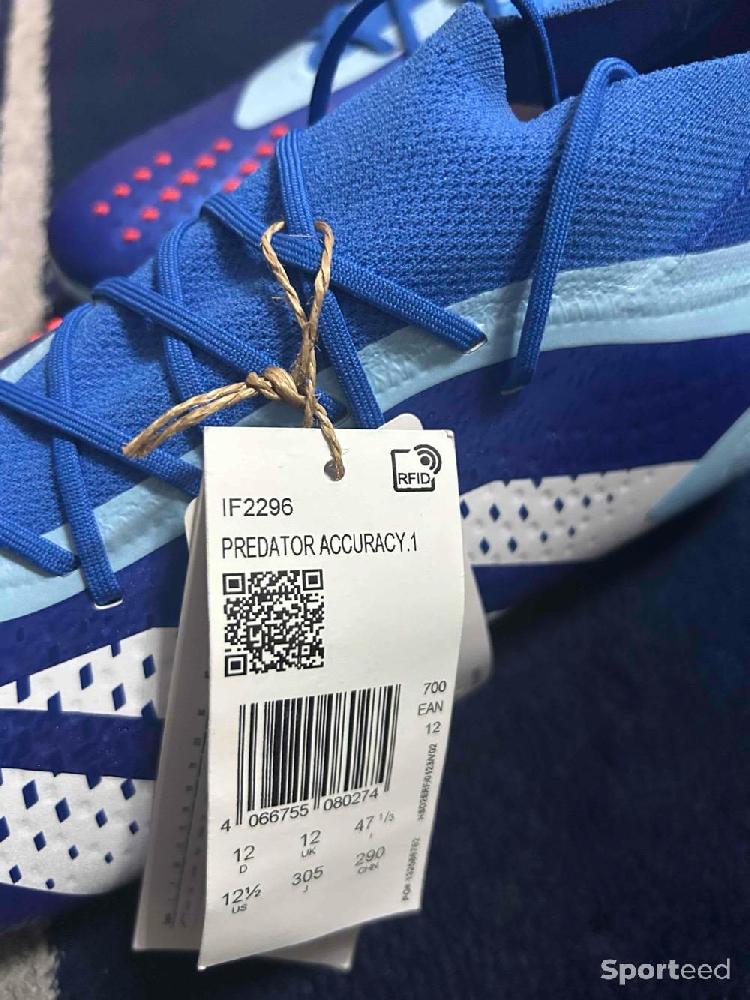 RFID
IF2296
PREDATOR ACCURACY.1
700
EAN
12
4 066755 080274
12 D
12 UK
47 1/3 F
12½ US
305 J
290 CHN
Sporteed